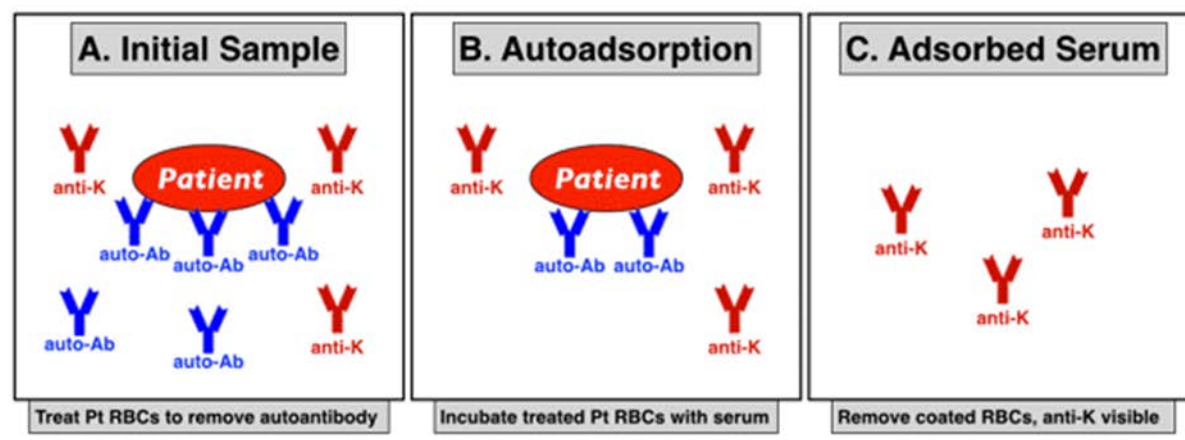 A. Initial Sample
anti-K
Patient
anti-K
auto-Ab
auto-Ab
auto-Ab
auto-Ab
auto-Ab
anti-K
Treat Pt RBCs to remove autoantibody
B. Autoadsorption
anti-K
Patient
anti-K
auto-Ab
auto-Ab
anti-K
Incubate treated Pt RBCs with serum
C. Adsorbed Serum
anti-K
anti-K
anti-K
Remove coated RBCs, anti-K visible